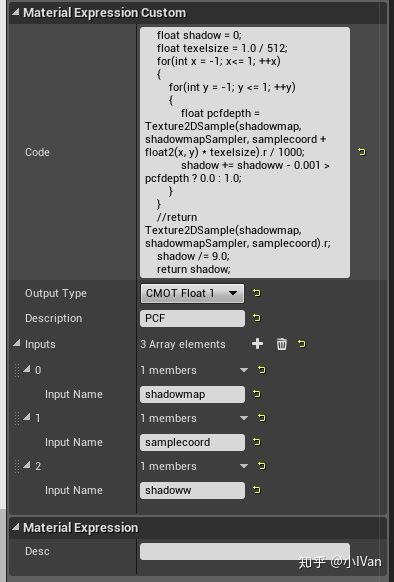 Material Expression Custom
Code
float shadow = 0;
float texelsize = 1.0 / 512;
for(int x = -1; x<= 1; ++x)
{
for(int y = -1; y <= 1; ++y)
{
float pcfdepth =
Texture2DSample(shadowmap,
shadowmapSampler, samplecoord +
float2(x, y) * texelsize).r / 1000;
shadow += shadoww - 0.001 >
pcfdepth ? 0.0 : 1.0;
}
}
//return
Texture2DSample(shadowmap,
shadowmapSampler, samplecoord).r;
shadow /= 9.0;
return shadow;
Output Type CMOT Float 1
Description PCF
Inputs 3 Array elements
0 1 members
Input Name shadowmap
1 1 members
Input Name samplecoord
2 1 members
Input Name shadoww
Material Expression
Desc
知乎 @小IVan